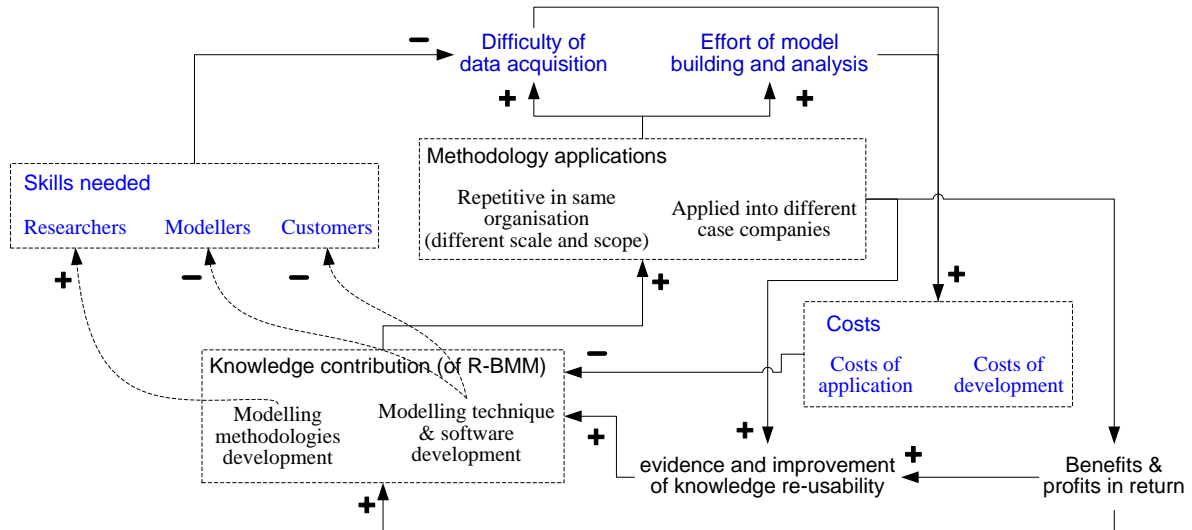 Difficulty of
data acquisition
Effort of model
building and analysis
−
+
+
Methodology applications
Repetitive in same
organisation
(different scale and scope)
Applied into different
case companies
Skills needed
Researchers
Modellers
Customers
+
−
−
+
+
Costs
Costs of
application
Costs of
development
Knowledge contribution (of R-BMM)
Modelling
methodologies
development
Modelling technique
& software
development
−
+
+
+
evidence and improvement
of knowledge re-usability
Benefits &
profits in return
+